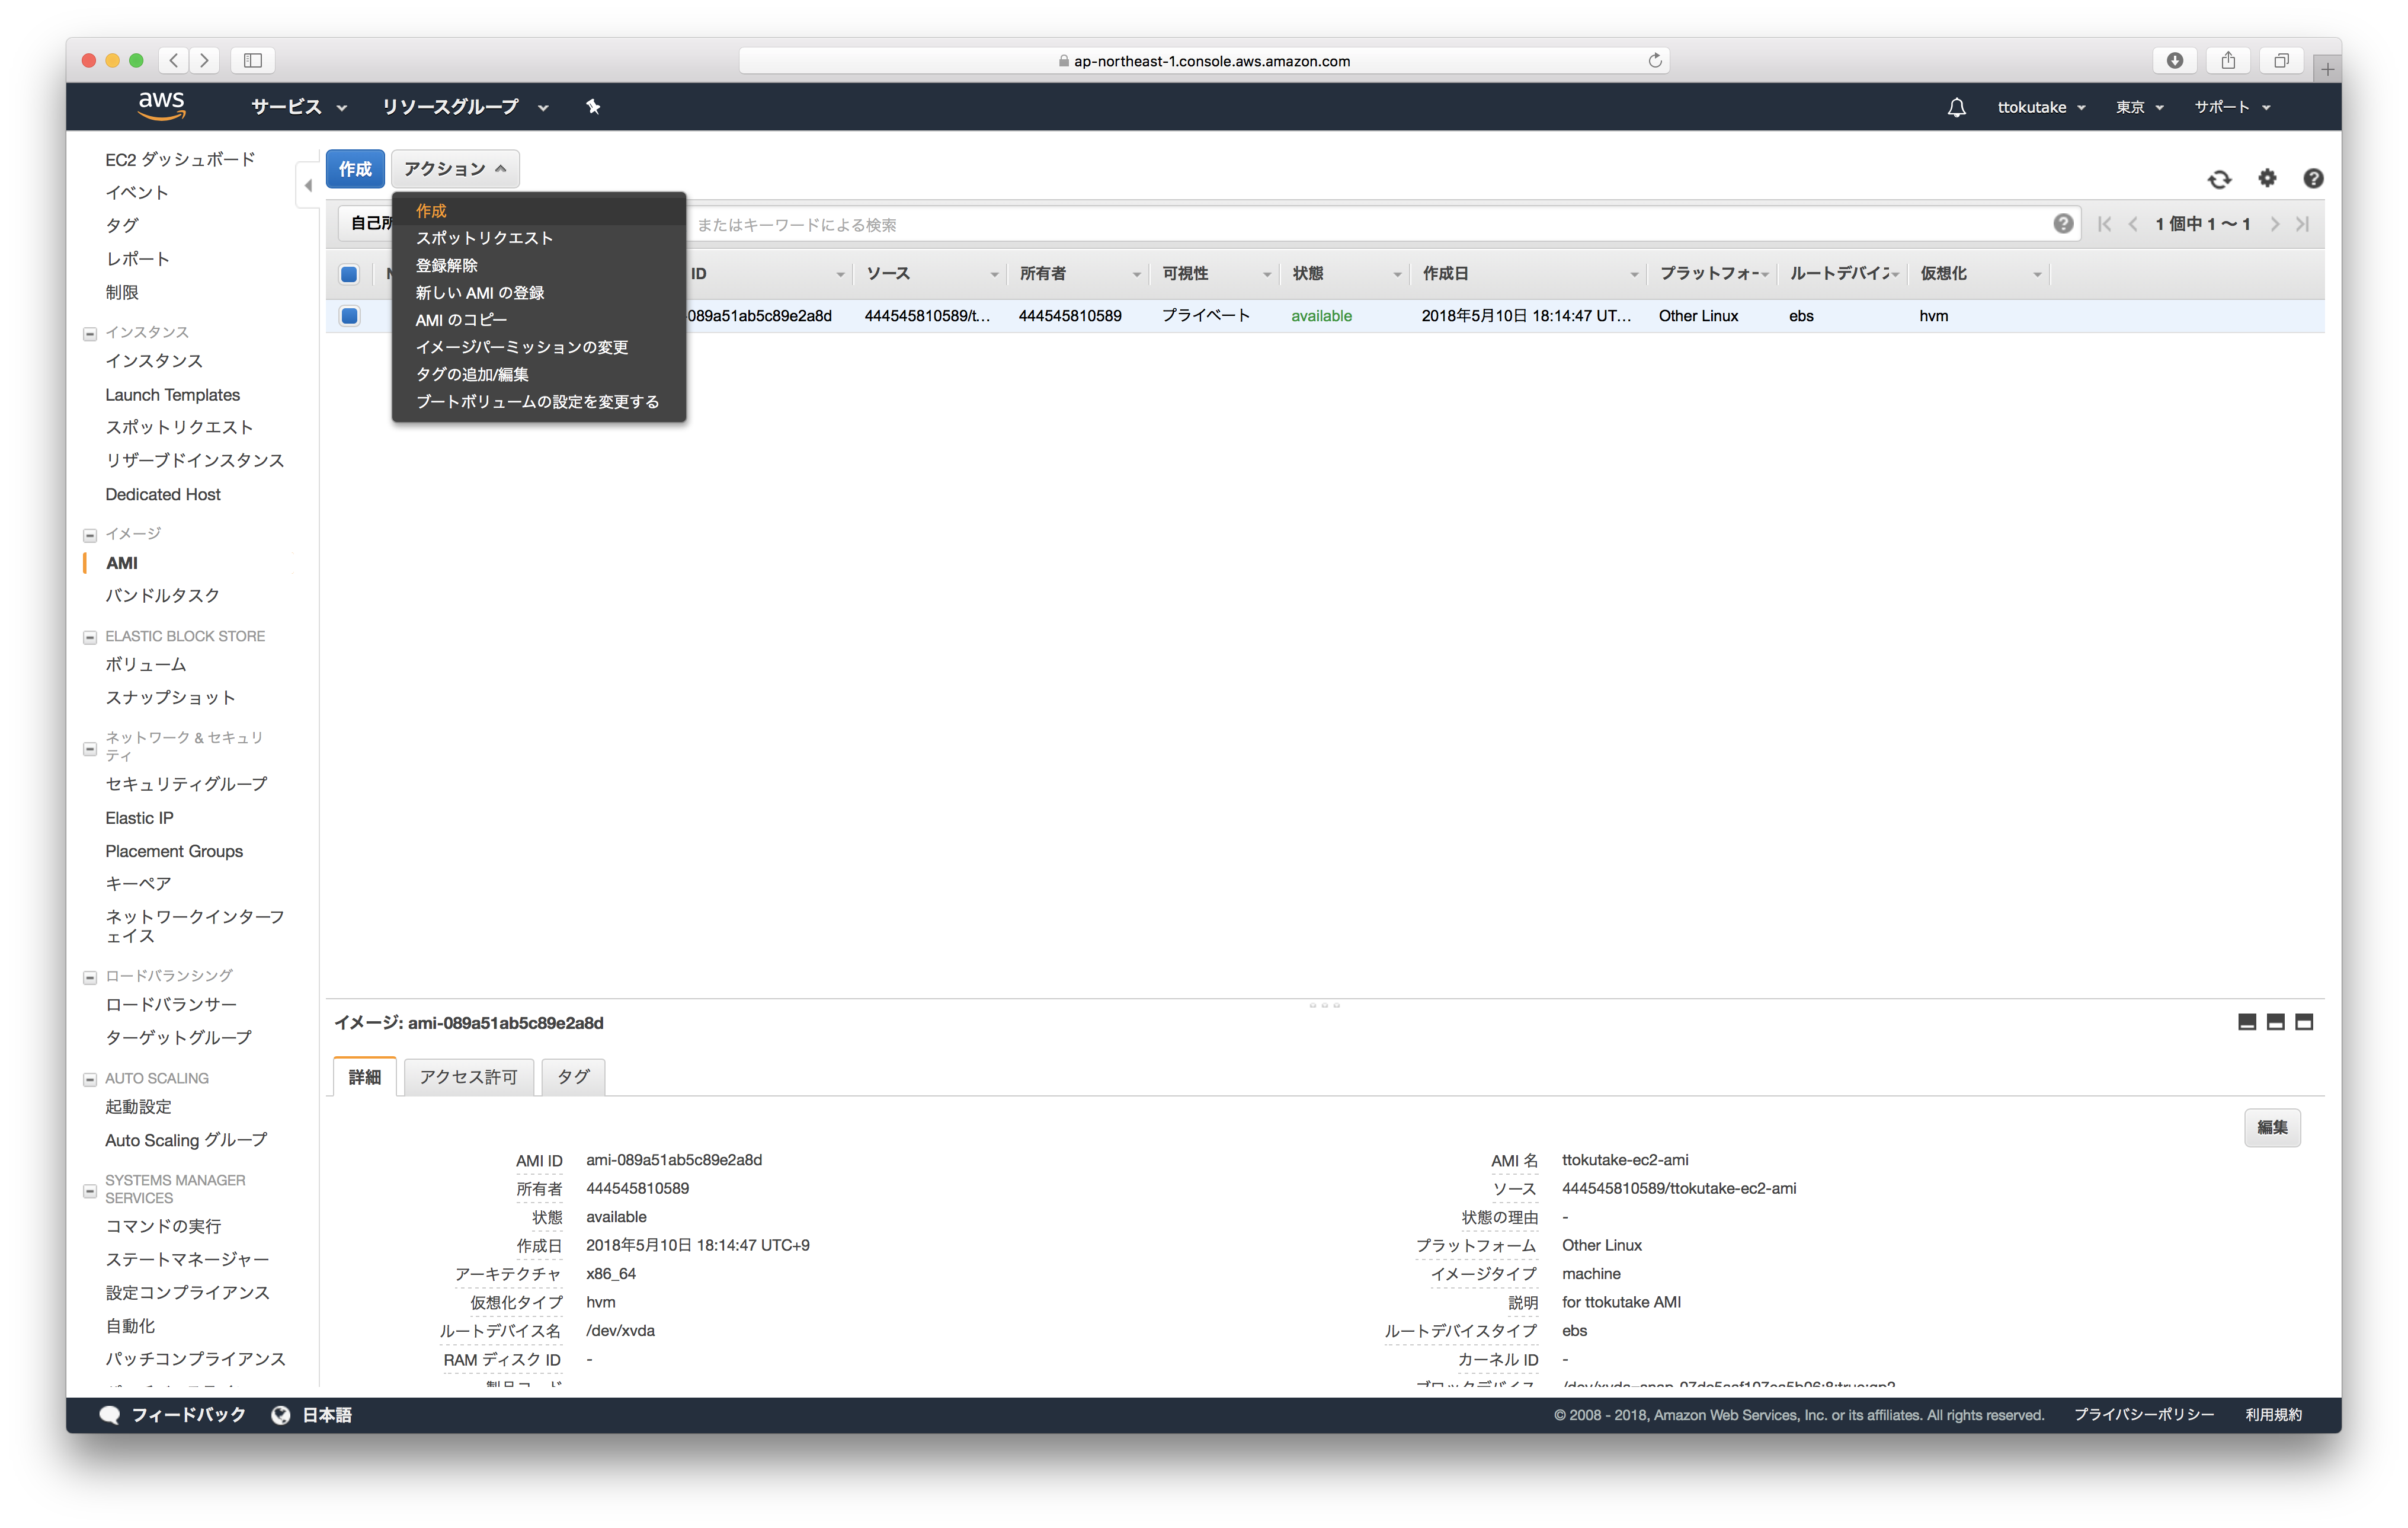 ap-northeast-1.console.aws.amazon.com
aws
サービス
リソースグループ
ttokutake
東京
サポート
EC2 ダッシュボード
イベント
タグ
レポート
制限
インスタンス
インスタンス
Launch Templates
スポットリクエスト
リザーブドインスタンス
Dedicated Host
イメージ
AMI
バンドルタスク
ELASTIC BLOCK STORE
ボリューム
スナップショット
ネットワーク & セキュリ
ティ
セキュリティグループ
Elastic IP
Placement Groups
キーペア
ネットワークインターフ
ェイス
ロードバランシング
ロードバランサー
ターゲットグループ
AUTO SCALING
起動設定
Auto Scaling グループ
SYSTEMS MANAGER
SERVICES
コマンドの実行
ステートマネージャー
設定コンプライアンス
自動化
パッチコンプライアンス
作成
アクション
作成
スポットリクエスト
登録解除
新しい AMI の登録
AMI のコピー
イメージパーミッションの変更
タグの追加/編集
ブートボリュームの設定を変更する
自己所
またはキーワードによる検索
1 個中 1 〜 1
ID
ソース
所有者
可視性
状態
作成日
プラットフォー
ルートデバイ
仮想化
089a51ab5c89e2a8d
444545810589/t...
444545810589
プライベート
available
2018年5月10日 18:14:47 UT...
Other Linux
ebs
hvm
イメージ: ami-089a51ab5c89e2a8d
詳細
アクセス許可
タグ
編集
AMI ID ami-089a51ab5c89e2a8d
所有者 444545810589
状態 available
作成日 2018年5月10日 18:14:47 UTC+9
アーキテクチャ x86_64
仮想化タイプ hvm
ルートデバイス名 /dev/xvda
RAM ディスク ID -
AMI 名 ttokutake-ec2-ami
ソース 444545810589/ttokutake-ec2-ami
状態の理由 -
プラットフォーム Other Linux
イメージタイプ machine
説明 for ttokutake AMI
ルートデバイスタイプ ebs
カーネル ID -
フィードバック
日本語
© 2008 - 2018, Amazon Web Services, Inc. or its affiliates. All rights reserved.
プライバシーポリシー
利用規約